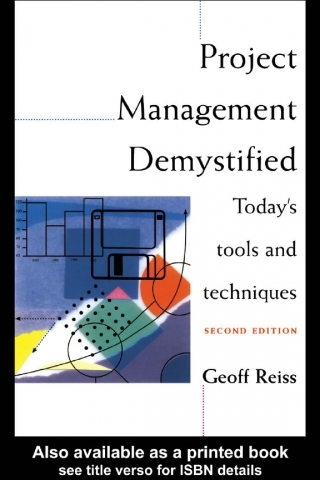 Project
Management
Demystified
Today's
tools and
techniques
SECOND EDITION
Geoff Reiss
Also available as a printed book
see title verso for ISBN details